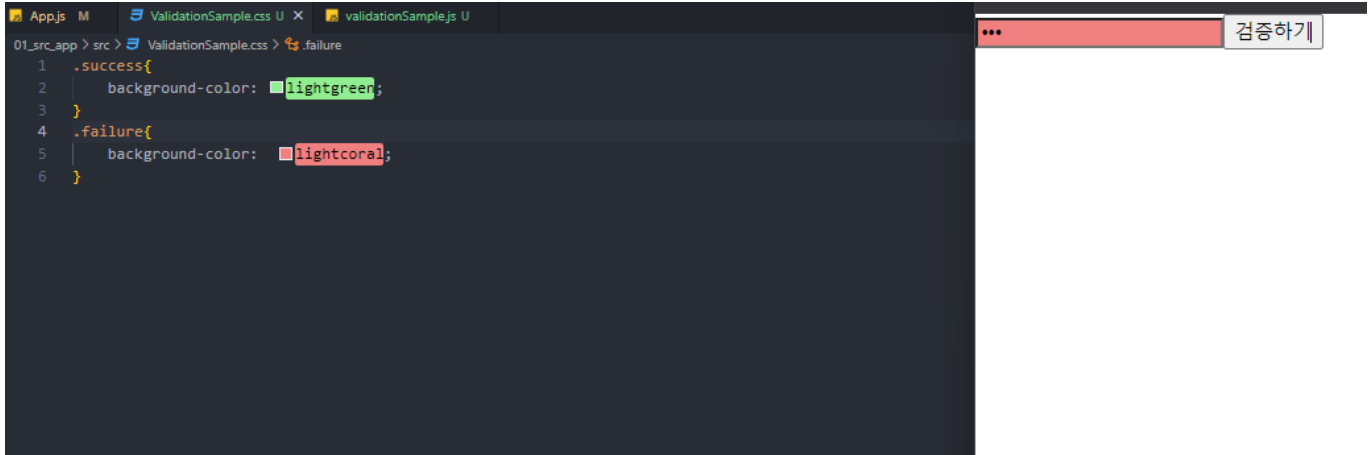 App.js M ValidationSample.css U × validationSample.js U
01_src_app > src > ValidationSample.css > .failure
1 .success{
2 background-color: lightgreen;
3 }
4 .failure{
5 background-color: lightcoral;
6 }
••• 검증하기